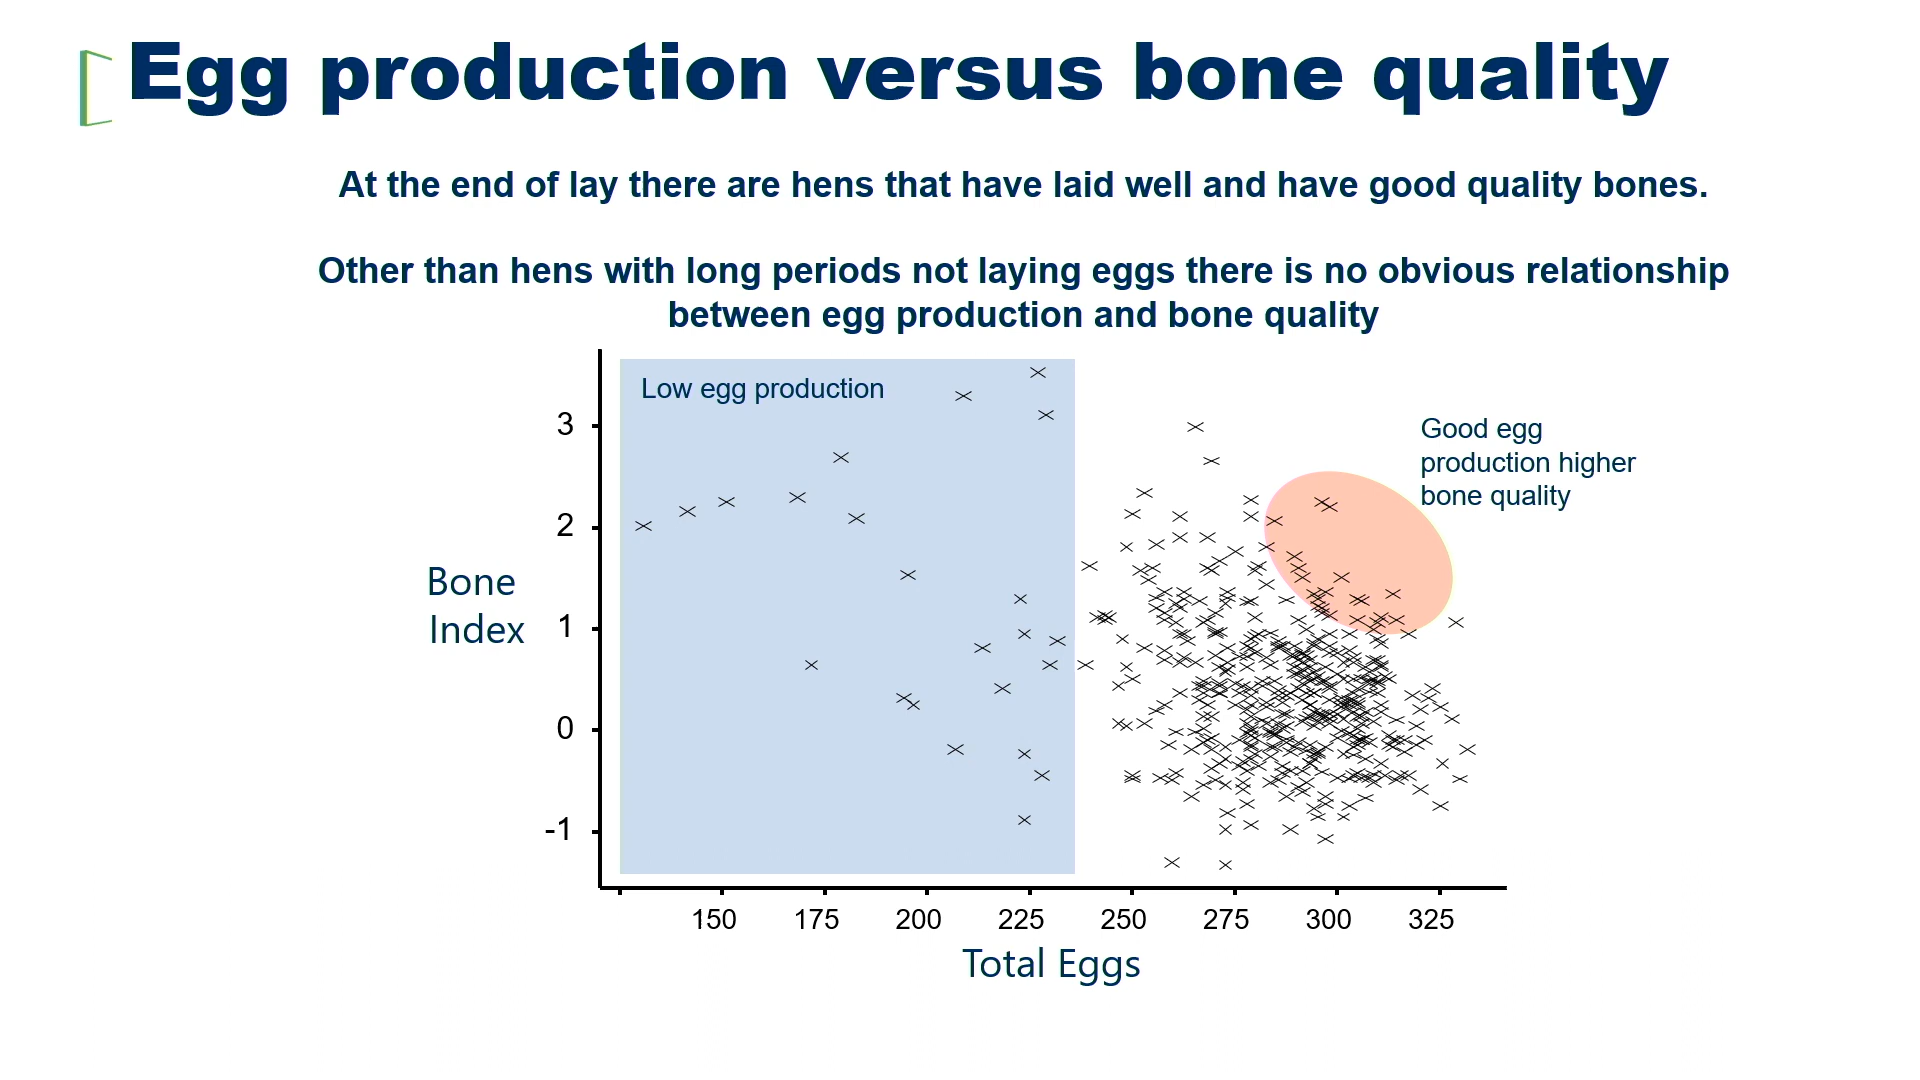 Egg production versus bone quality
At the end of lay there are hens that have laid well and have good quality bones.
Other than hens with long periods not laying eggs there is no obvious relationship
between egg production and bone quality
Low egg production
Good egg
production higher
bone quality
3
2
1
0
-1
Bone
Index
150 175 200 225 250 275 300 325
Total Eggs